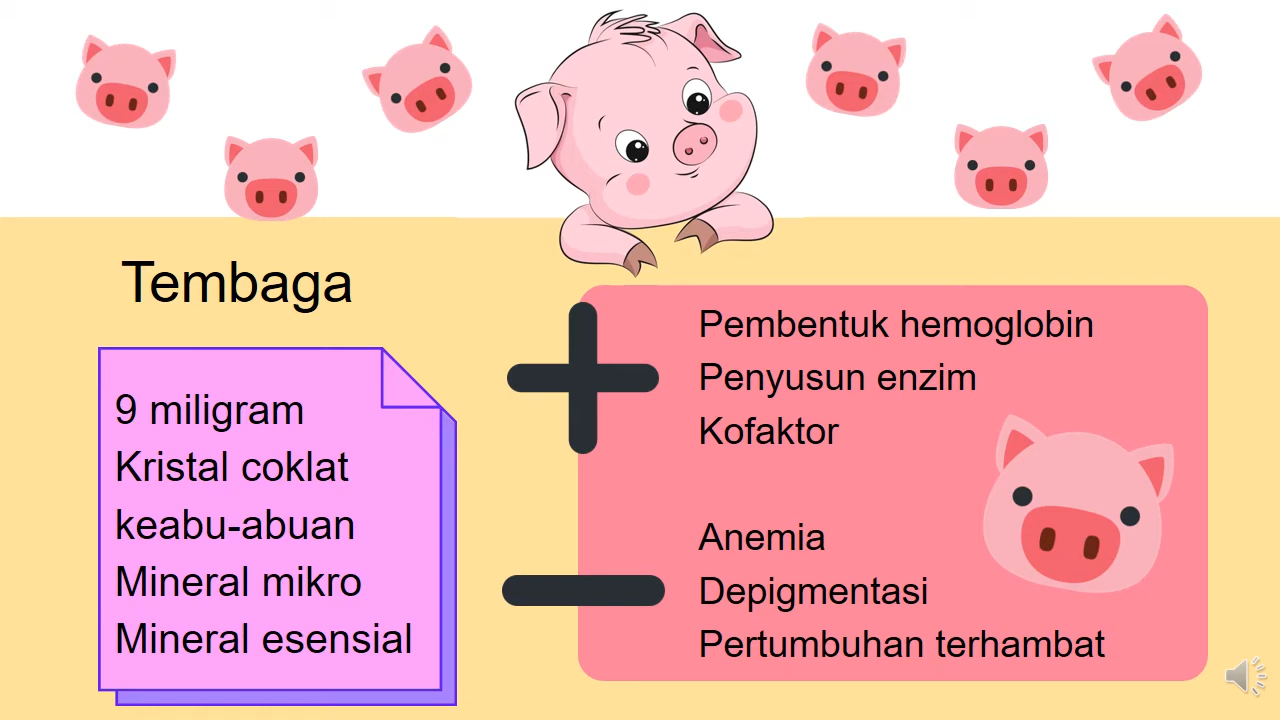 Tembaga
9 miligram
Kristal coklat
keabu-abuan
Mineral mikro
Mineral esensial
Pembentuk hemoglobin
Penyusun enzim
Kofaktor
Anemia
Depigmentasi
Pertumbuhan terhambat